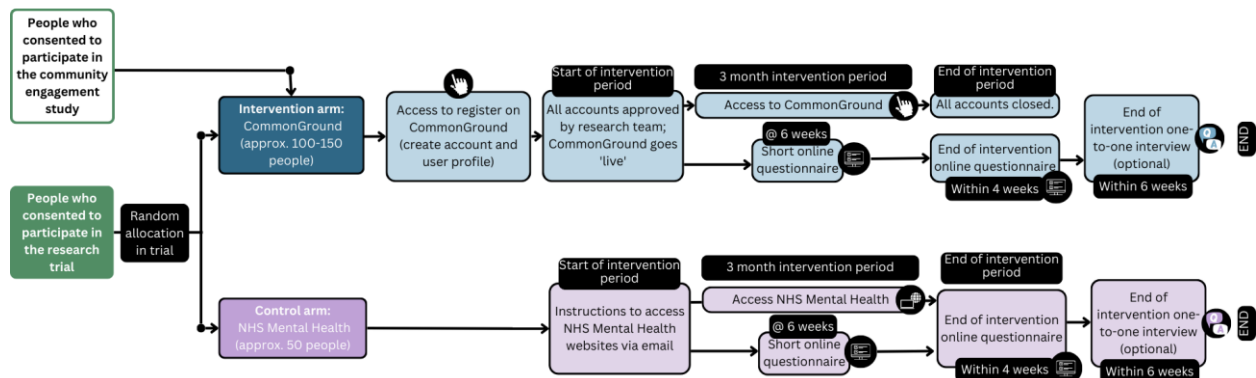 People who
consented to
participate in
the community
engagement
study
People who
consented to
participate in
the research
trial
Random
allocation
in trial
Intervention arm:
CommonGround
(approx. 100-150
people)
Access to register on
CommonGround
(create account and
user profile)
Start of intervention
period
All accounts approved
by research team;
CommonGround goes
'live'
3 month intervention period
Access to CommonGround
@ 6 weeks
Short online
questionnaire
End of intervention
period
All accounts closed.
End of intervention
online questionnaire
Within 4 weeks
End of
intervention one-
to-one interview
(optional)
Within 6 weeks
Q
A
END
Control arm:
NHS Mental Health
(approx. 50 people)
Start of intervention
period
Instructions to access
NHS Mental Health
websites via email
3 month intervention period
Access NHS Mental Health
@ 6 weeks
Short online
questionnaire
End of intervention
period
End of intervention
online questionnaire
Within 4 weeks
End of
intervention one-
to-one interview
(optional)
Within 6 weeks
Q
A
END